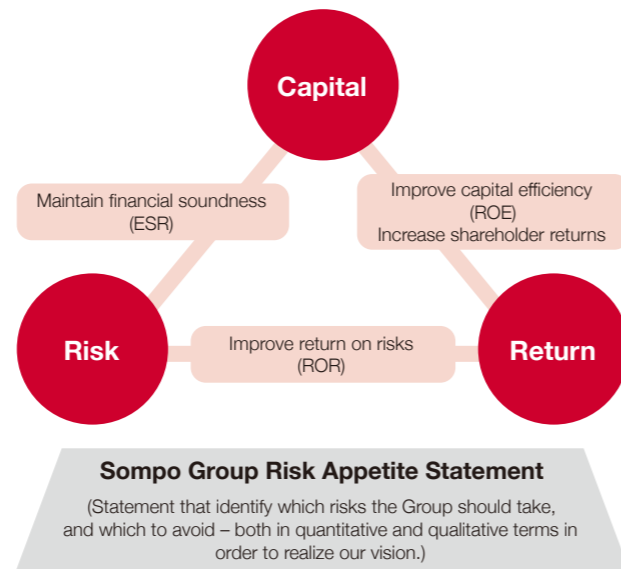 Capital
Maintain financial soundness
(ESR)
Improve capital efficiency
(ROE)
Increase shareholder returns
Risk
Improve return on risks
(ROR)
Return
Sompo Group Risk Appetite Statement
(Statement that identify which risks the Group should take,
and which to avoid – both in quantitative and qualitative terms in
order to realize our vision.)